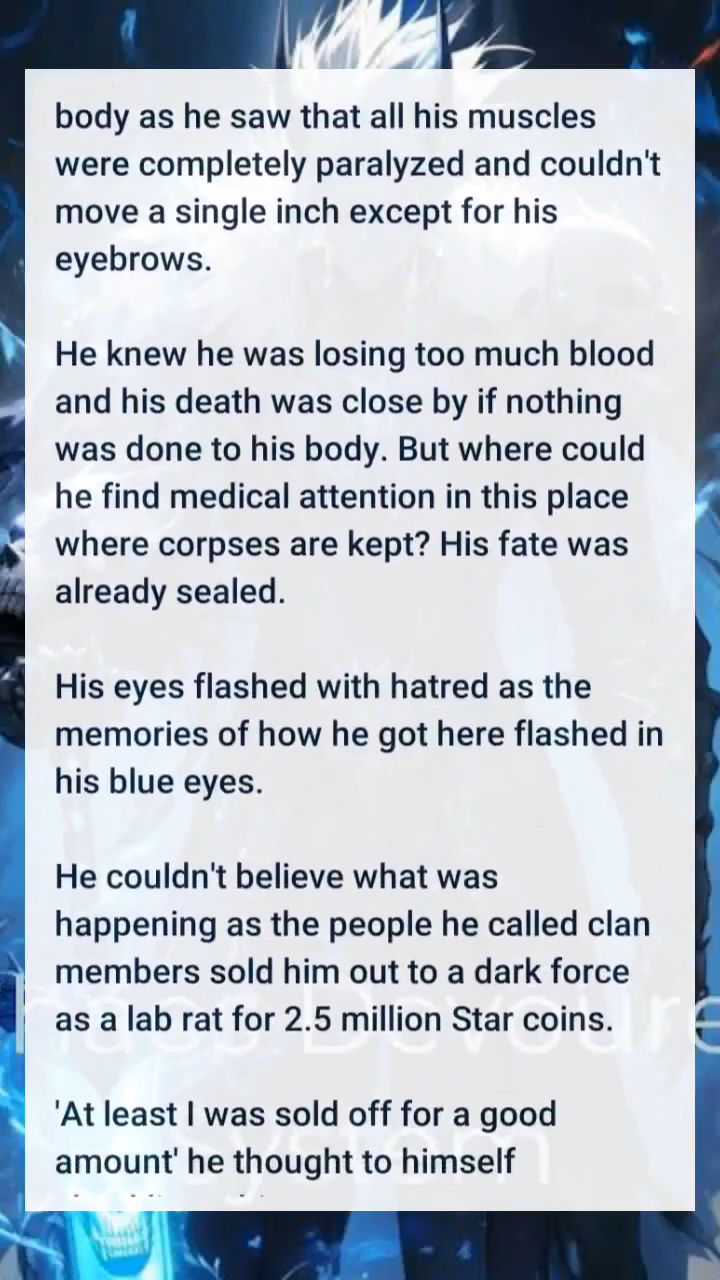 body as he saw that all his muscles
were completely paralyzed and couldn't
move a single inch except for his
eyebrows.
He knew he was losing too much blood
and his death was close by if nothing
was done to his body. But where could
he find medical attention in this place
where corpses are kept? His fate was
already sealed.
His eyes flashed with hatred as the
memories of how he got here flashed in
his blue eyes.
He couldn't believe what was
happening as the people he called clan
members sold him out to a dark force
as a lab rat for 2.5 million Star coins.
'At least I was sold off for a good
amount' he thought to himself
System